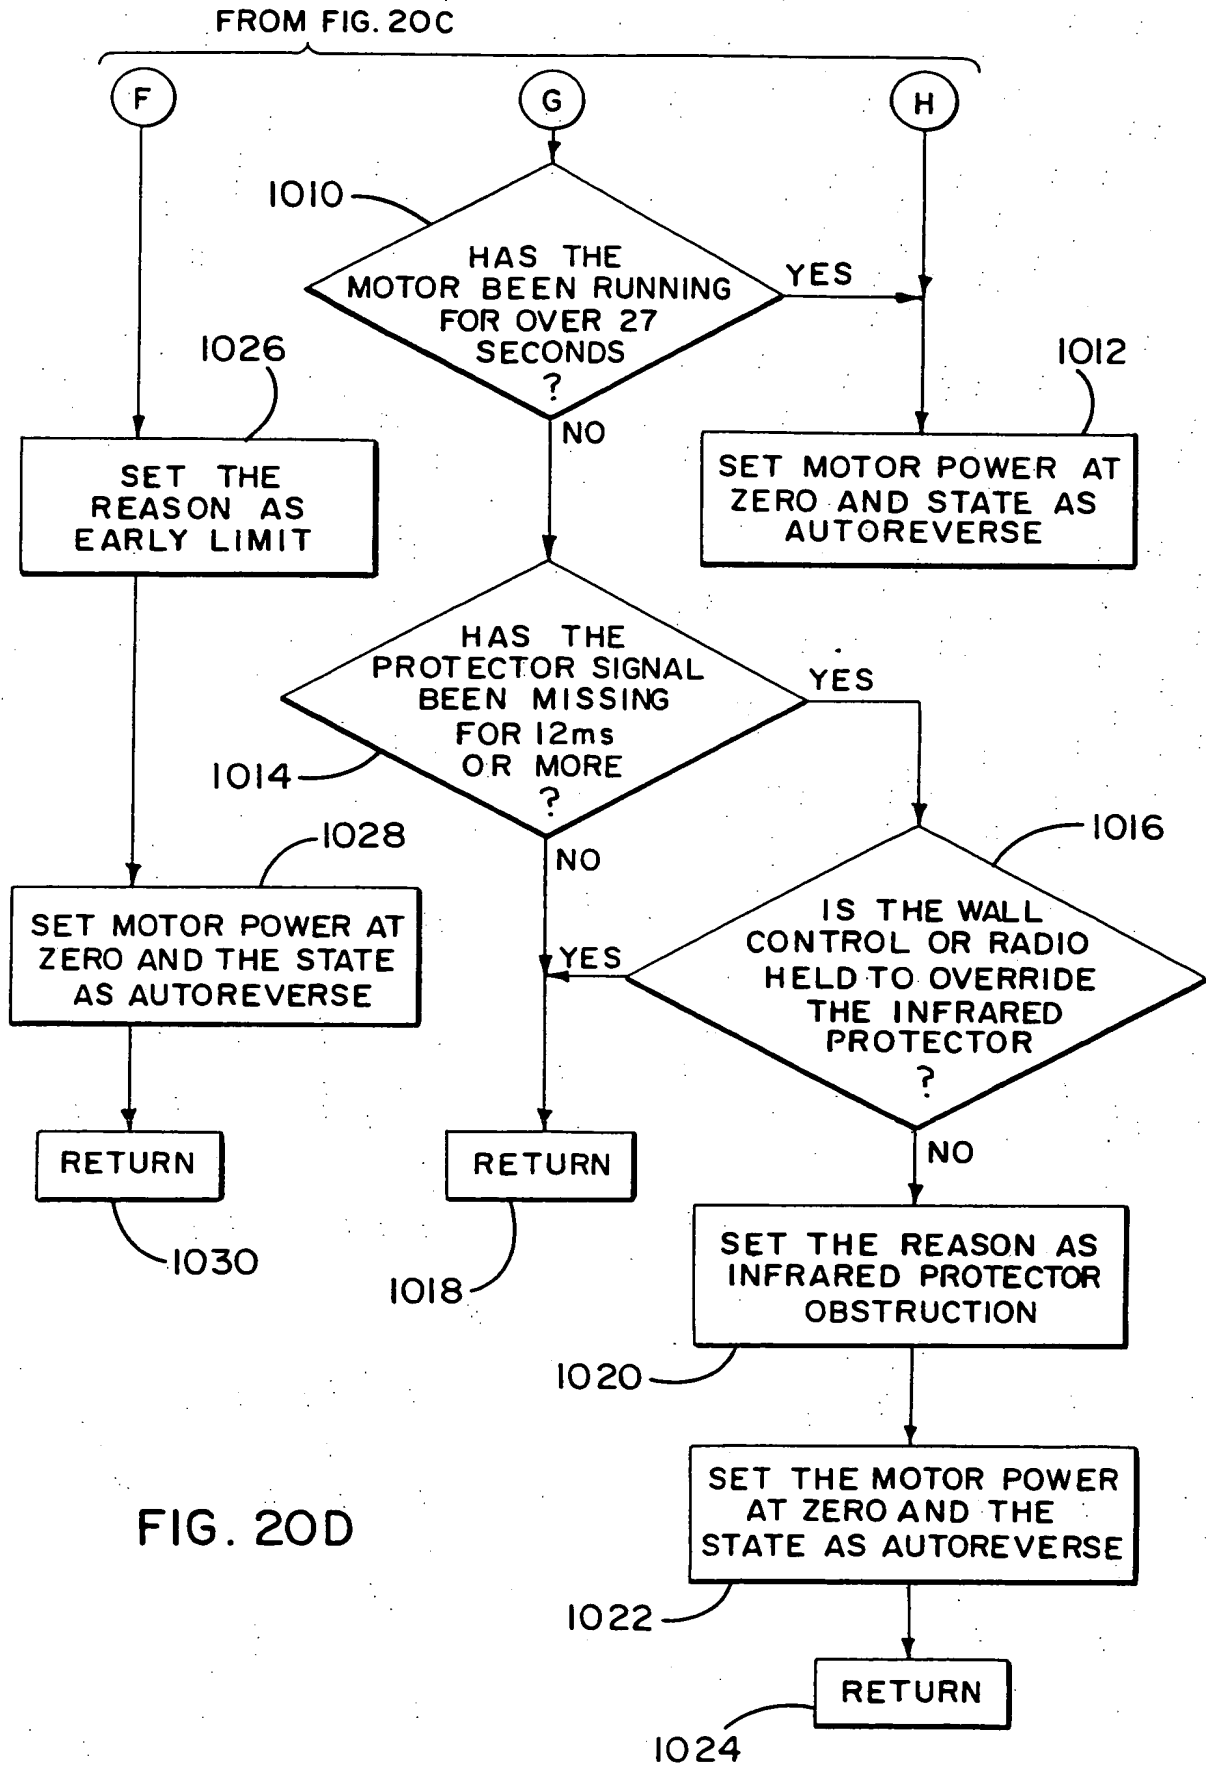 FROM FIG. 20C
F
G
H
1010
HAS THE
MOTOR BEEN RUNNING
FOR OVER 27
SECONDS
?
YES
NO
1026
SET THE
REASON AS
EARLY LIMIT
1012
SET MOTOR POWER AT
ZERO AND STATE AS
AUTOREVERSE
HAS THE
PROTECTOR SIGNAL
BEEN MISSING
FOR 12ms
OR MORE
?
YES
1014
NO
1028
SET MOTOR POWER AT
ZERO AND THE STATE
AS AUTOREVERSE
1016
IS THE WALL
CONTROL OR RADIO
HELD TO OVERRIDE
THE INFRARED
PROTECTOR
?
YES
NO
RETURN
1030
RETURN
1018
SET THE REASON AS
INFRARED PROTECTOR
OBSTRUCTION
1020
SET THE MOTOR POWER
AT ZERO AND THE
STATE AS AUTOREVERSE
1022
RETURN
1024
FIG. 20D